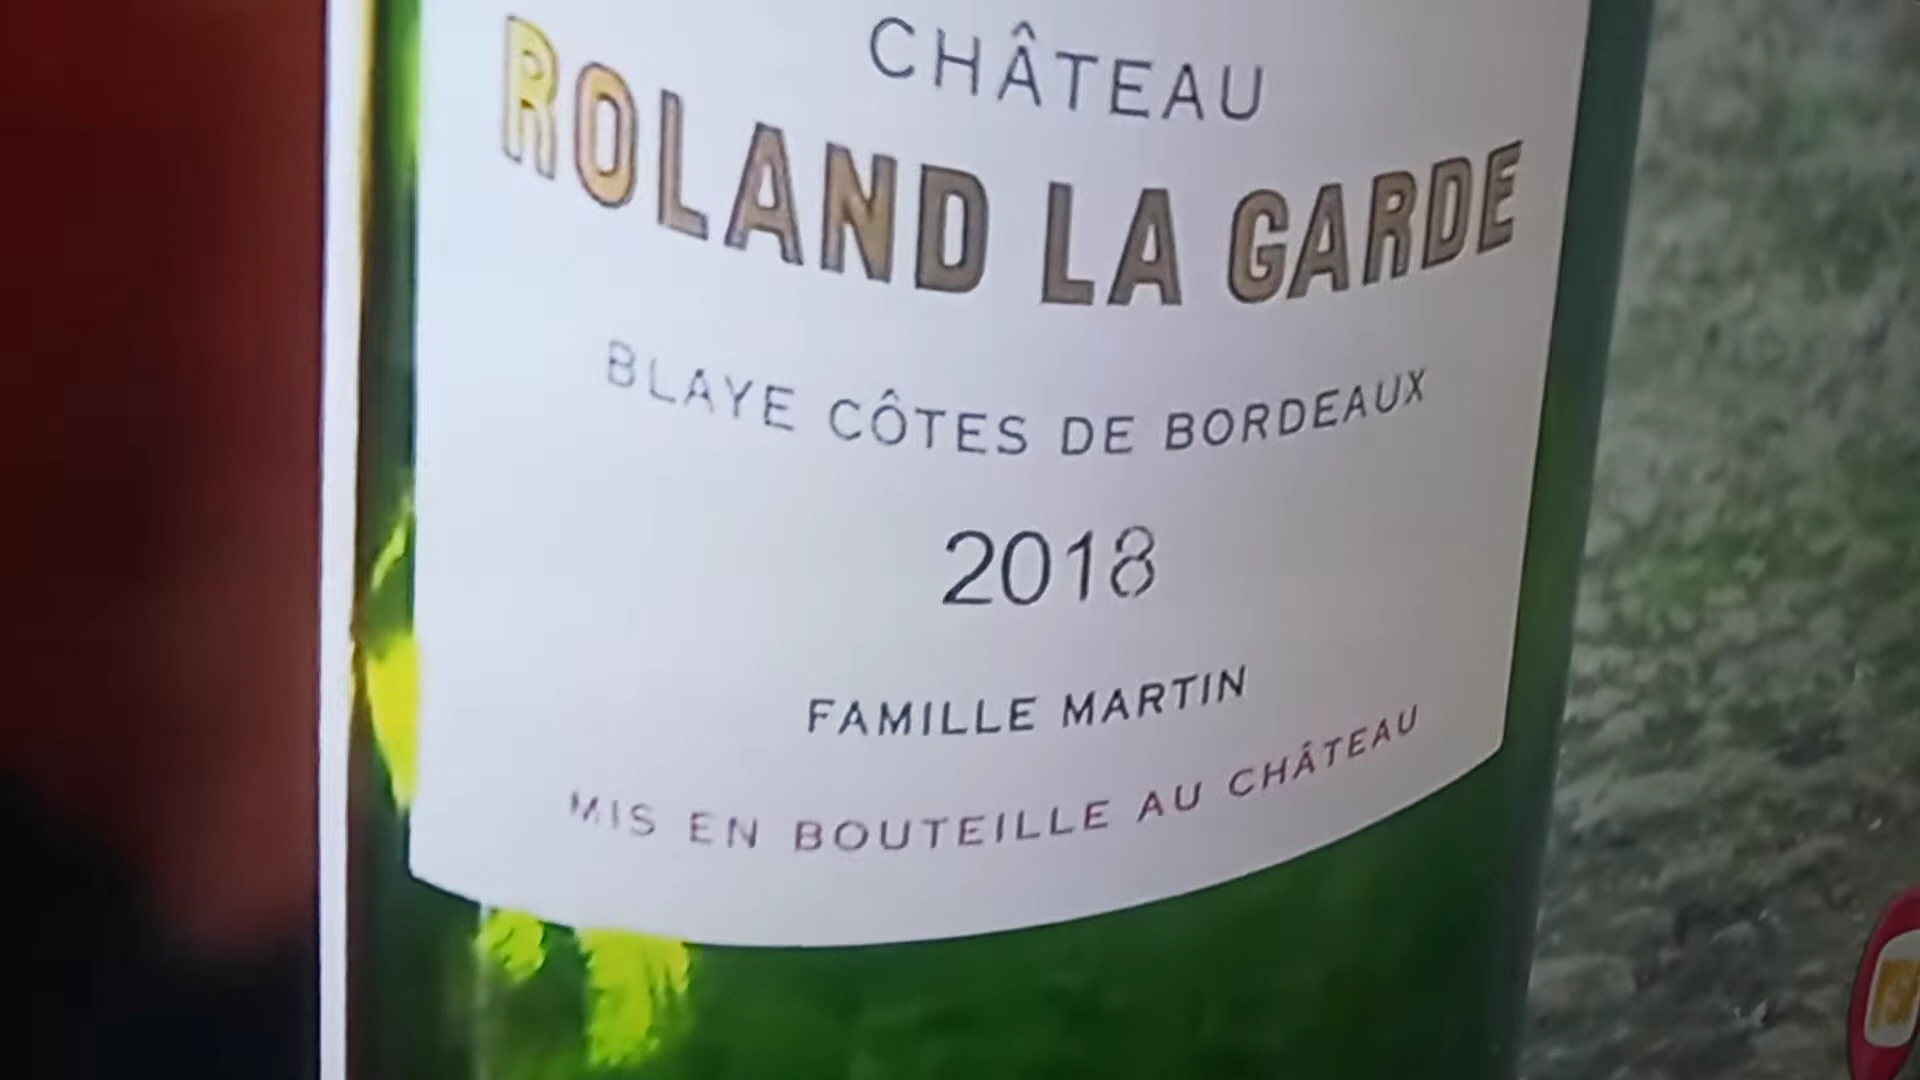 CHÂTEAU
ROLAND LA GARDE
BLAYE CÔTES DE BORDEAUX
2018
FAMILLE MARTIN
MIS EN BOUTEILLE AU CHÂTEAU